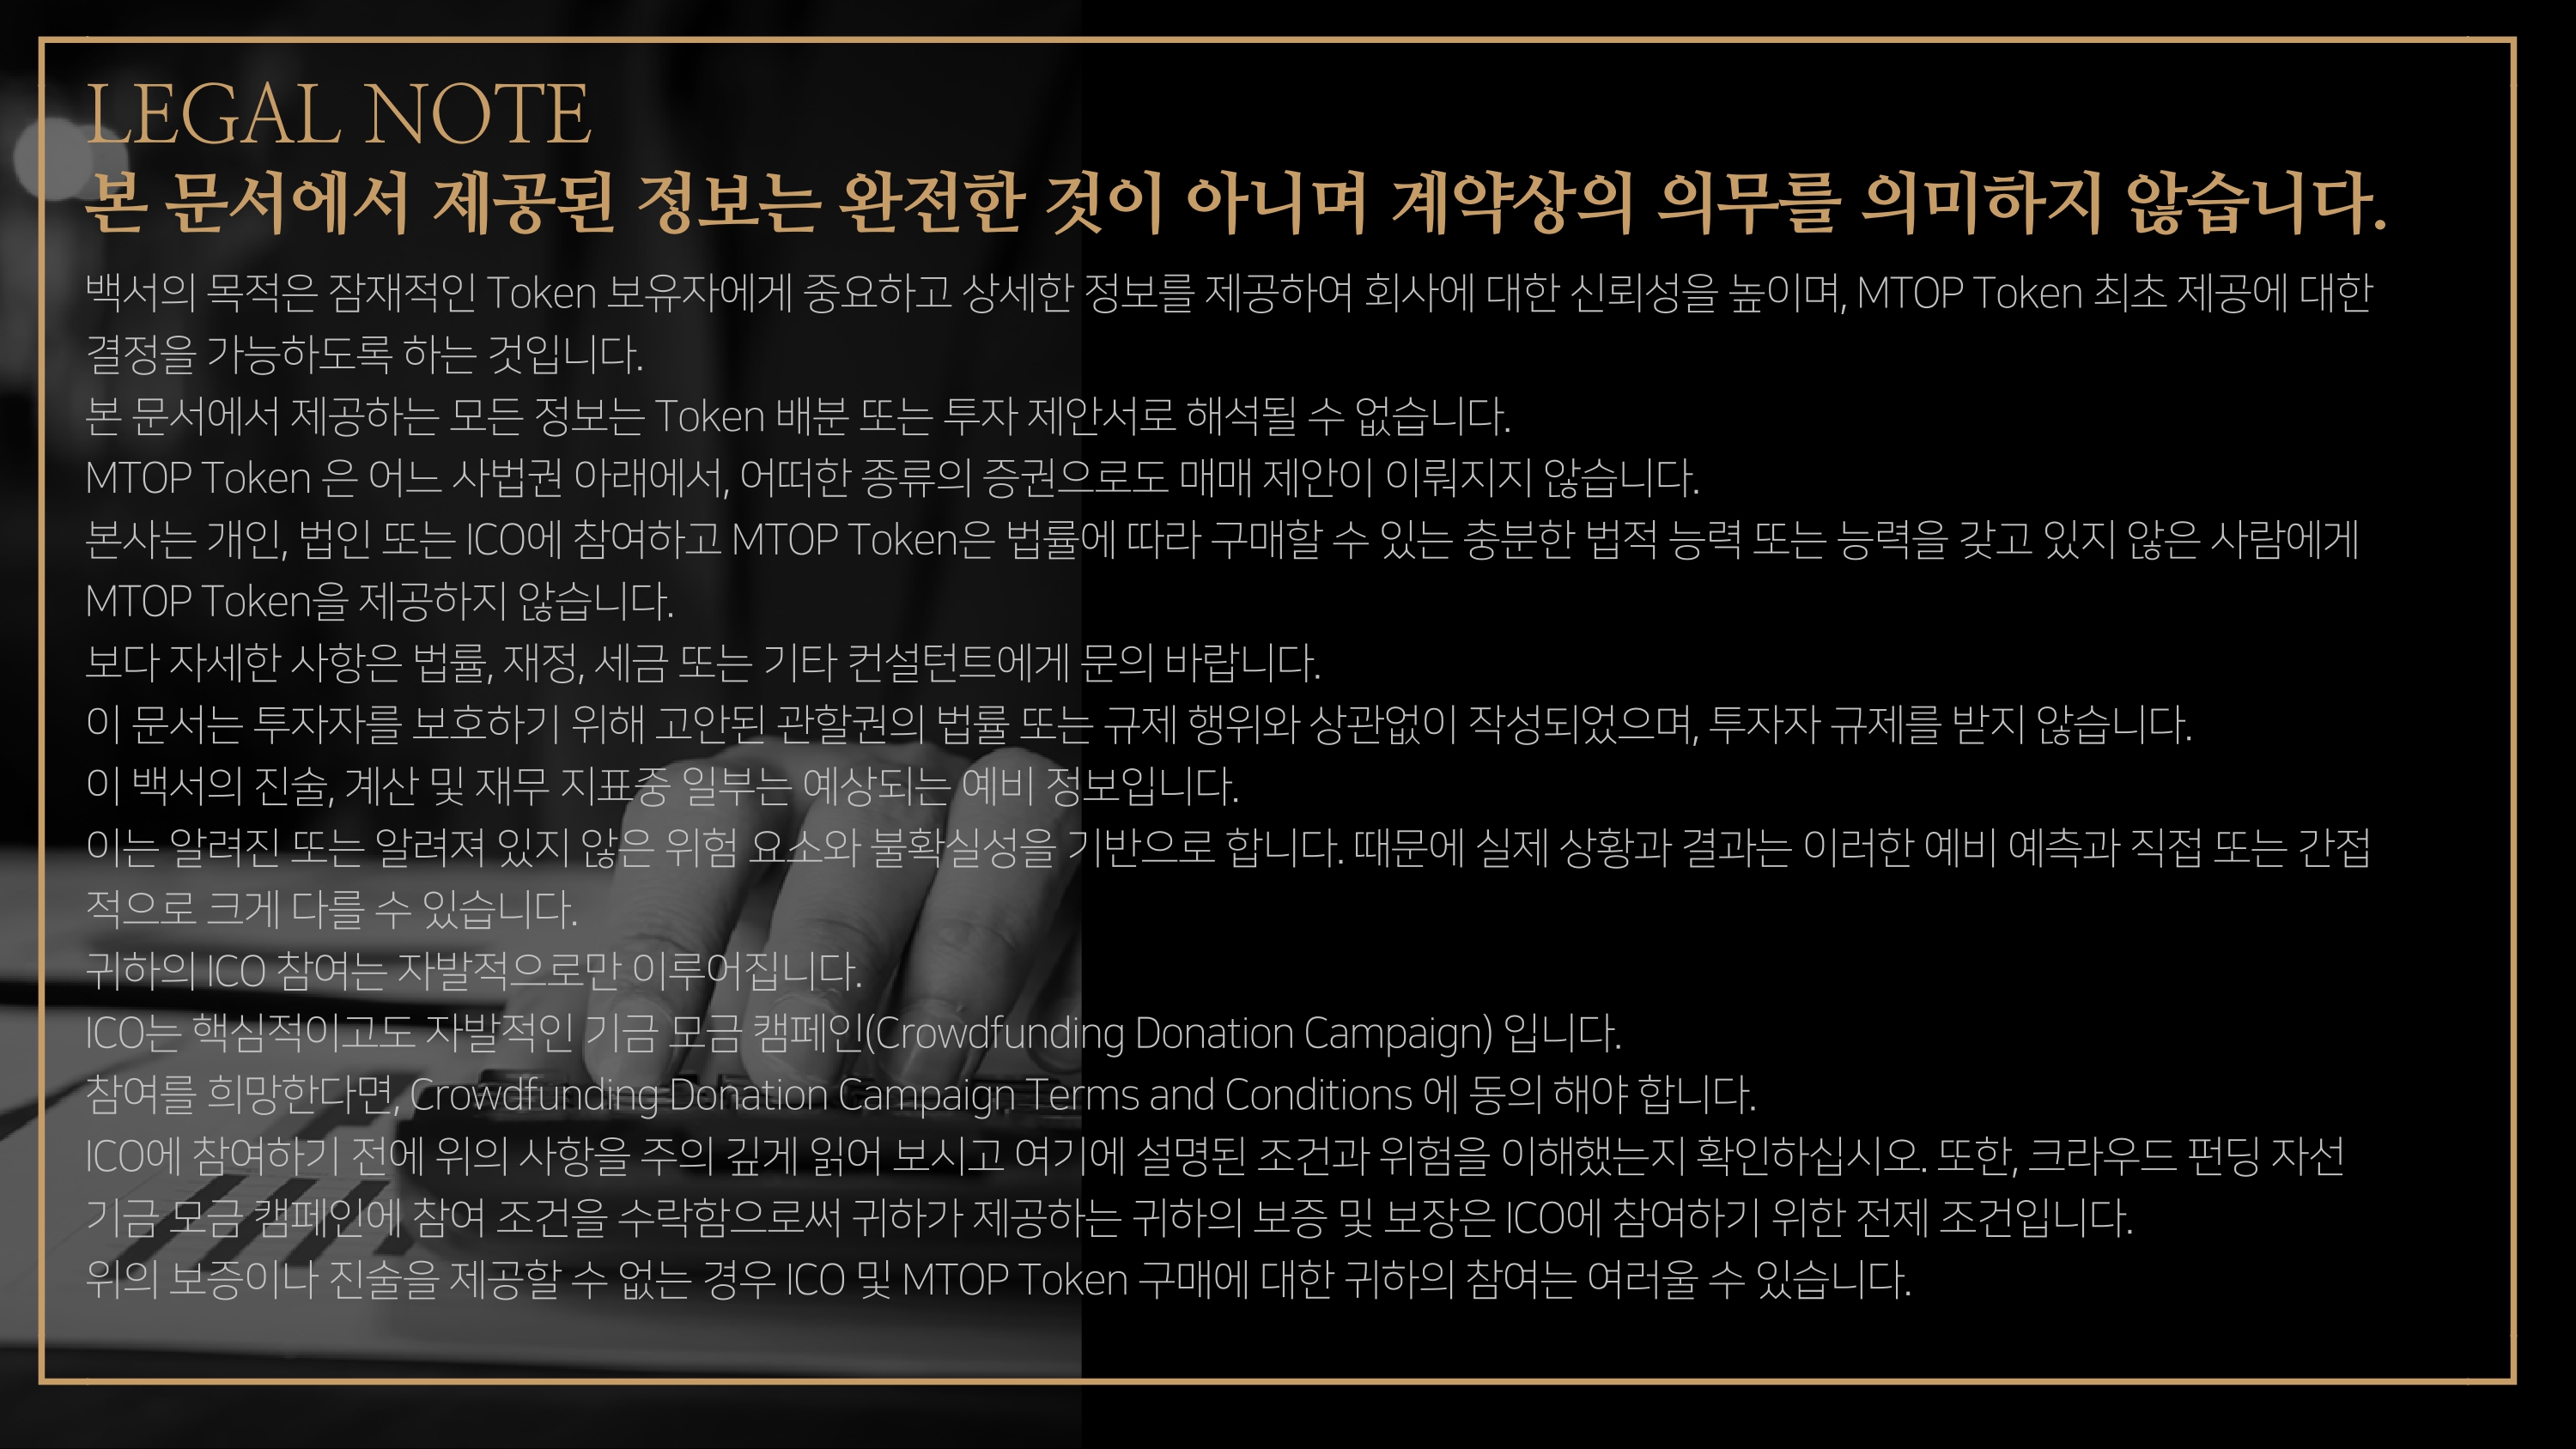 LEGAL NOTE
본 문서에서 제공된 정보는 완전한 것이 아니며 계약상의 의무를 의미하지 않습니다.
백서의 목적은 잠재적인 Token 보유자에게 중요하고 상세한 정보를 제공하여 회사에 대한 신뢰성을 높이며, MTOP Token 최초 제공에 대한
결정을 가능하도록 하는 것입니다.
본 문서에서 제공하는 모든 정보는 Token 배분 또는 투자 제안서로 해석될 수 없습니다.
MTOP Token 은 어느 사법권 아래에서, 어떠한 종류의 증권으로도 매매 제안이 이뤄지지 않습니다.
본사는 개인, 법인 또는 ICO에 참여하고 MTOP Token은 법률에 따라 구매할 수 있는 충분한 법적 능력 또는 능력을 갖고 있지 않은 사람에게
MTOP Token을 제공하지 않습니다.
보다 자세한 사항은 법률, 재정, 세금 또는 기타 컨설턴트에게 문의 바랍니다.
이 문서는 투자자를 보호하기 위해 고안된 관할권의 법률 또는 규제 행위와 상관없이 작성되었으며, 투자자 규제를 받지 않습니다.
이 백서의 진술, 계산 및 재무 지표중 일부는 예상되는 예비 정보입니다.
이는 알려진 또는 알려져 있지 않은 위험 요소와 불확실성을 기반으로 합니다. 때문에 실제 상황과 결과는 이러한 예비 예측과 직접 또는 간접
적으로 크게 다를 수 있습니다.
귀하의 ICO 참여는 자발적으로만 이루어집니다.
ICO는 핵심적이고도 자발적인 기금 모금 캠페인(Crowdfunding Donation Campaign) 입니다.
참여를 희망한다면, Crowdfunding Donation Campaign Terms and Conditions 에 동의 해야 합니다.
ICO에 참여하기 전에 위의 사항을 주의 깊게 읽어 보시고 여기에 설명된 조건과 위험을 이해했는지 확인하십시오. 또한, 크라우드 펀딩 자선
기금 모금 캠페인에 참여 조건을 수락함으로써 귀하가 제공하는 귀하의 보증 및 보장은 ICO에 참여하기 위한 전제 조건입니다.
위의 보증이나 진술을 제공할 수 없는 경우 ICO 및 MTOP Token 구매에 대한 귀하의 참여는 여러울 수 있습니다.